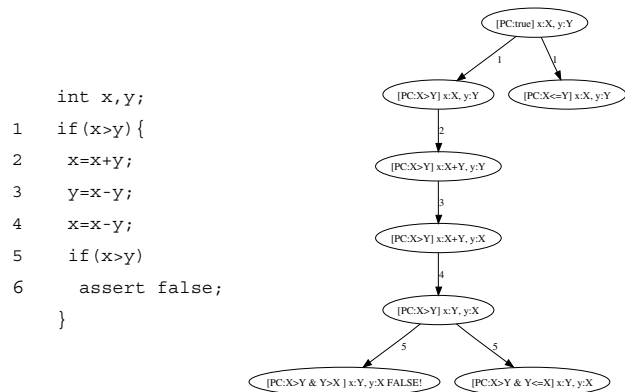 int x,y;
1 if(x>y){
2 x=x+y;
3 y=x-y;
4 x=x-y;
5 if(x>y)
6 assert false;
}
[PC:true] x:X, y:Y
1 1
[PC:X>Y] x:X, y:Y [PC:X<=Y] x:X, y:Y
2
[PC:X>Y] x:X+Y, y:Y
3
[PC:X>Y] x:X+Y, y:X
4
[PC:X>Y] x:Y, y:X
5 5
[PC:X>Y & Y>X ] x:Y, y:X FALSE! [PC:X>Y & Y<=X] x:Y, y:X